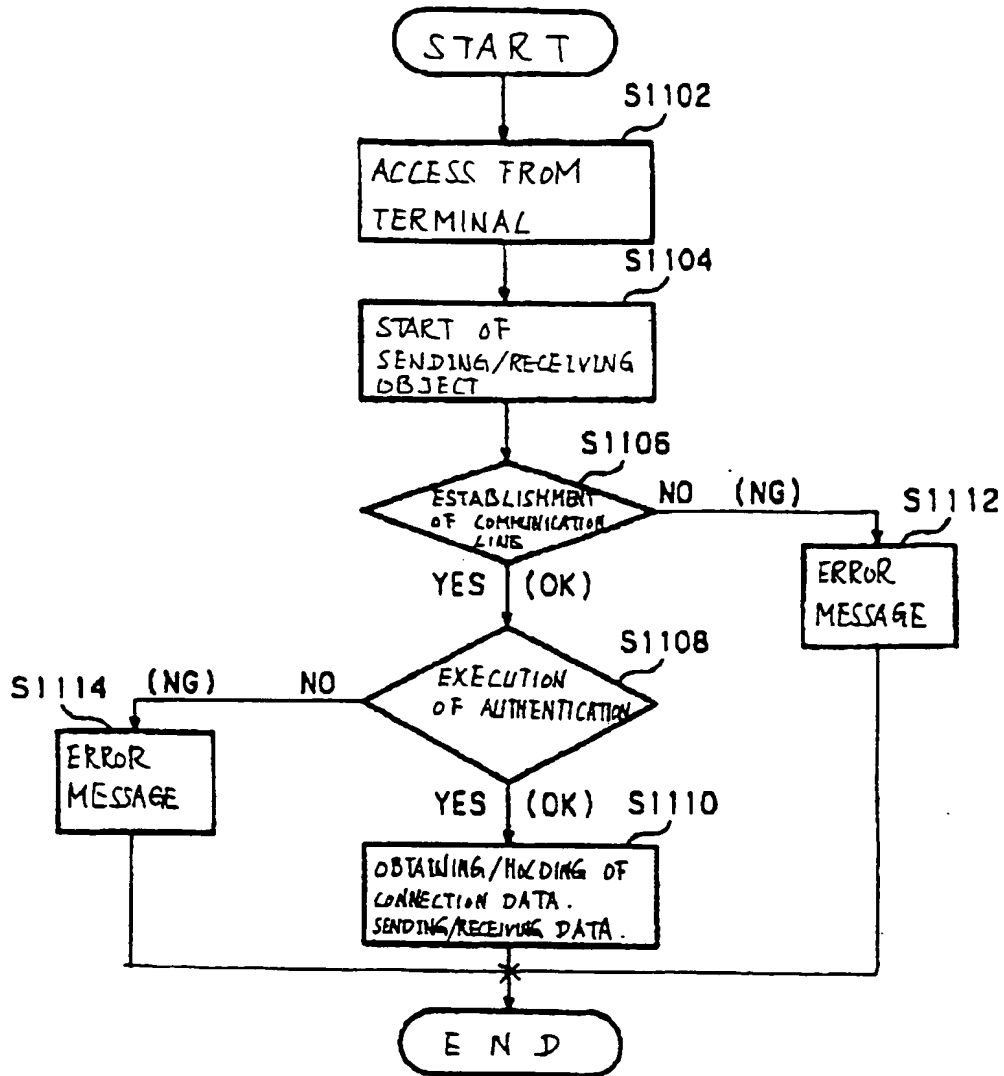 START
S1102
ACCESS FROM
TERMINAL
S1104
START OF
SENDING/RECEIVING
OBJECT
S1106
ESTABLISHMENT
OF COMMUNICATION
LINE
NO (NG)
S1112
ERROR
MESSAGE
YES (OK)
S1108
EXECUTION
OF AUTHENTICATION
S1114 (NG) NO
ERROR
MESSAGE
YES (OK)
S1110
OBTAINING/HOLDING OF
CONNECTION DATA.
SENDING/RECEIVING DATA.
END